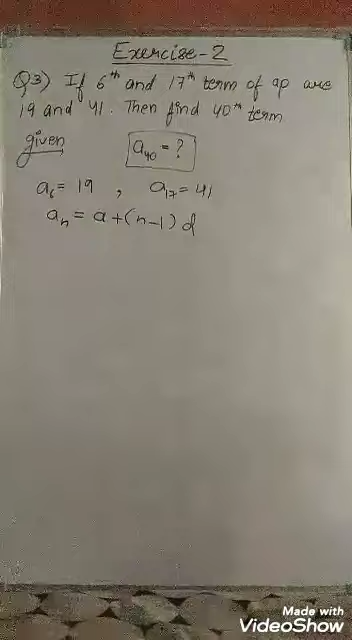 Exercise-2
Q3) If 6th and 17th term of ap are
19 and 41. Then find 40th term
given
a40 = ?
a6 = 19 , a17 = 41
an = a + (n-1) d
Made with
VideoShow